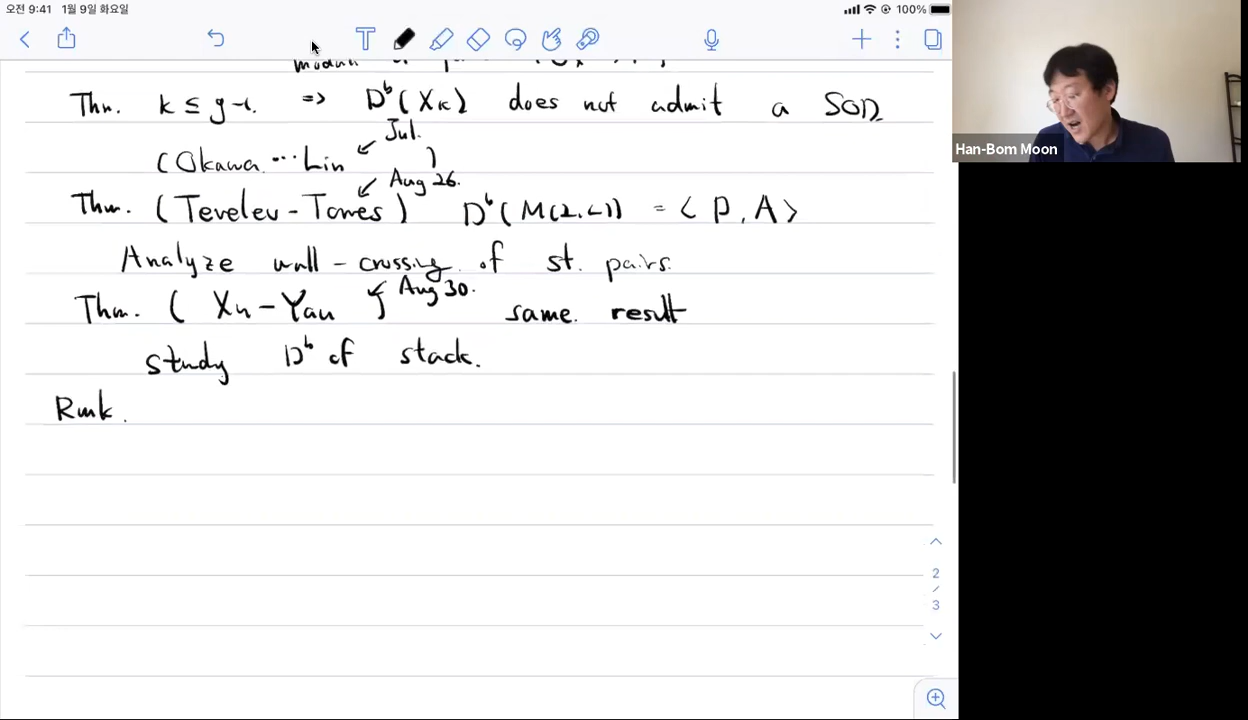 오전 9:41 1월 9일 화요일
100%
Thm. k ≤ g-1. => D^b(X_k) does not admit a SOD
(Okawa ... Lin ↙ Jul. )
Thm. (Tevelev - Torres) ↙ Aug 26. D^b(M(2,L)) = < P, A >
Analyze wall-crossing of st. pairs.
Thm. ( Xu - Yau ) ↙ Aug 30. same result
study D^b of stack.
Rmk.
2
/
3
Han-Bom Moon